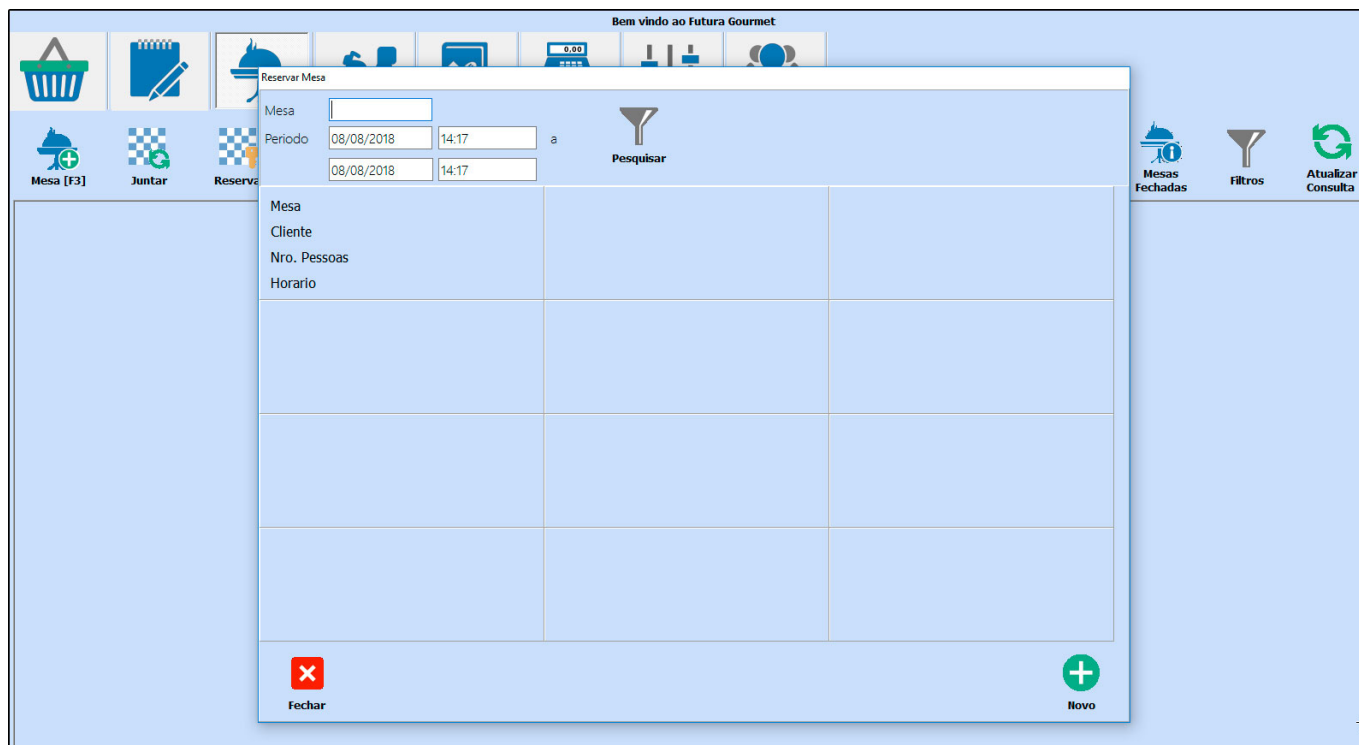 Bem vindo ao Futura Gourmet
0,00
Reservar Mesa
Mesa
Periodo 08/08/2018 14:17 a
08/08/2018 14:17
Pesquisar
Mesa [F3]
Juntar
Reserva
Mesas
Fechadas
Filtros
Atualizar
Consulta
Mesa
Cliente
Nro. Pessoas
Horario
Fechar
Novo